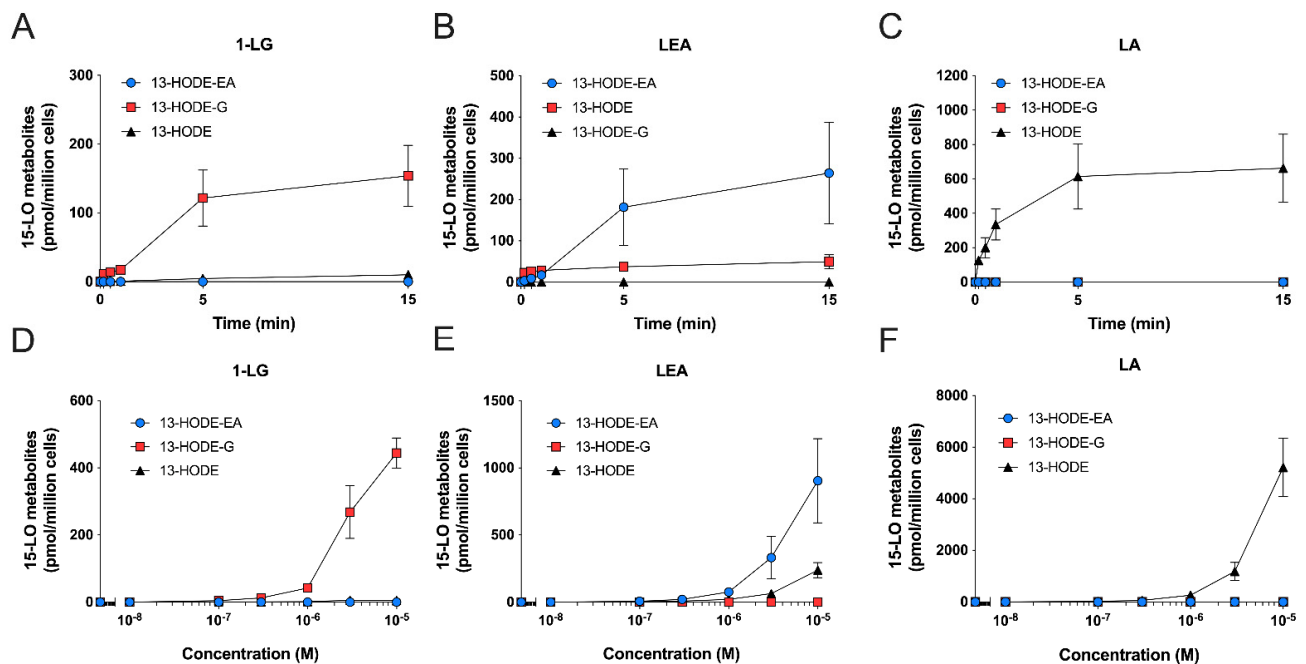 A
1-LG
13-HODE-EA
13-HODE-G
13-HODE
15-LO metabolites
(pmol/million cells)
300
200
100
0
0 5 15
Time (min)
B
LEA
13-HODE-EA
13-HODE
13-HODE-G
15-LO metabolites
(pmol/million cells)
500
400
300
200
100
0
0 5 15
Time (min)
C
LA
13-HODE-EA
13-HODE-G
13-HODE
15-LO metabolites
(pmol/million cells)
1200
1000
800
600
400
200
0
0 5 15
Time (min)
D
1-LG
13-HODE-EA
13-HODE-G
13-HODE
15-LO metabolites
(pmol/million cells)
600
400
200
0
10⁻⁸ 10⁻⁷ 10⁻⁶ 10⁻⁵
Concentration (M)
E
LEA
13-HODE-EA
13-HODE-G
13-HODE
15-LO metabolites
(pmol/million cells)
1500
1000
500
0
10⁻⁸ 10⁻⁷ 10⁻⁶ 10⁻⁵
Concentration (M)
F
LA
13-HODE-EA
13-HODE-G
13-HODE
15-LO metabolites
(pmol/million cells)
8000
6000
4000
2000
0
10⁻⁸ 10⁻⁷ 10⁻⁶ 10⁻⁵
Concentration (M)